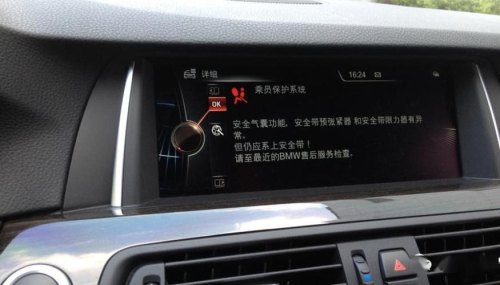 详细
16:24
乘员保护系统
OK
安全气囊功能、安全带预张紧器 和安全带限力器有异
常。
但仍应系上安全带！
请至最近的BMW售后服务检查。